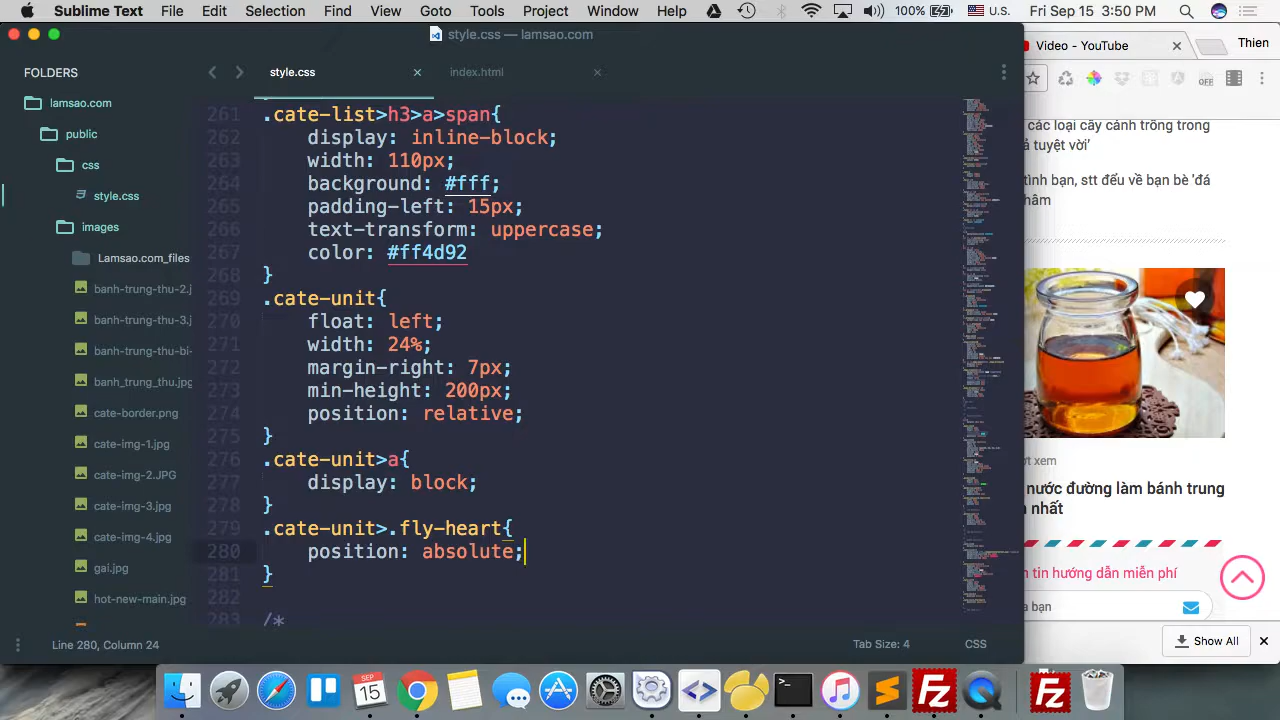 Sublime Text File Edit Selection Find View Goto Tools Project Window Help 100% U.S. Fri Sep 15 3:50 PM
style.css — lamsao.com
Video - YouTube Thien
FOLDERS
style.css index.html
lamsao.com
public
css
style.css
images
Lamsao.com_files
banh-trung-thu-2.j
banh-trung-thu-3.j
banh-trung-thu-bi-
banh_trung_thu.jpg
cate-border.png
cate-img-1.jpg
cate-img-2.JPG
cate-img-3.jpg
cate-img-4.jpg
gai.jpg
hot-new-main.jpg
261 .cate-list>h3>a>span{
262 display: inline-block;
263 width: 110px;
264 background: #fff;
265 padding-left: 15px;
266 text-transform: uppercase;
267 color: #ff4d92
268 }
269 .cate-unit{
270 float: left;
271 width: 24%;
272 margin-right: 7px;
273 min-height: 200px;
274 position: relative;
275 }
276 .cate-unit>a{
277 display: block;
278 }
279 .cate-unit>.fly-heart{
280 position: absolute;
281 }
282
283 /*
OFF
các loại cây cảnh trồng trong
ả tuyệt vời’
tình bạn, stt đểu về bạn bè 'đá
hâm
ợt xem
nước đường làm bánh trung
n nhất
n tin hướng dẫn miễn phí
a bạn
Show All
Line 280, Column 24 Tab Size: 4 CSS
SEP
15